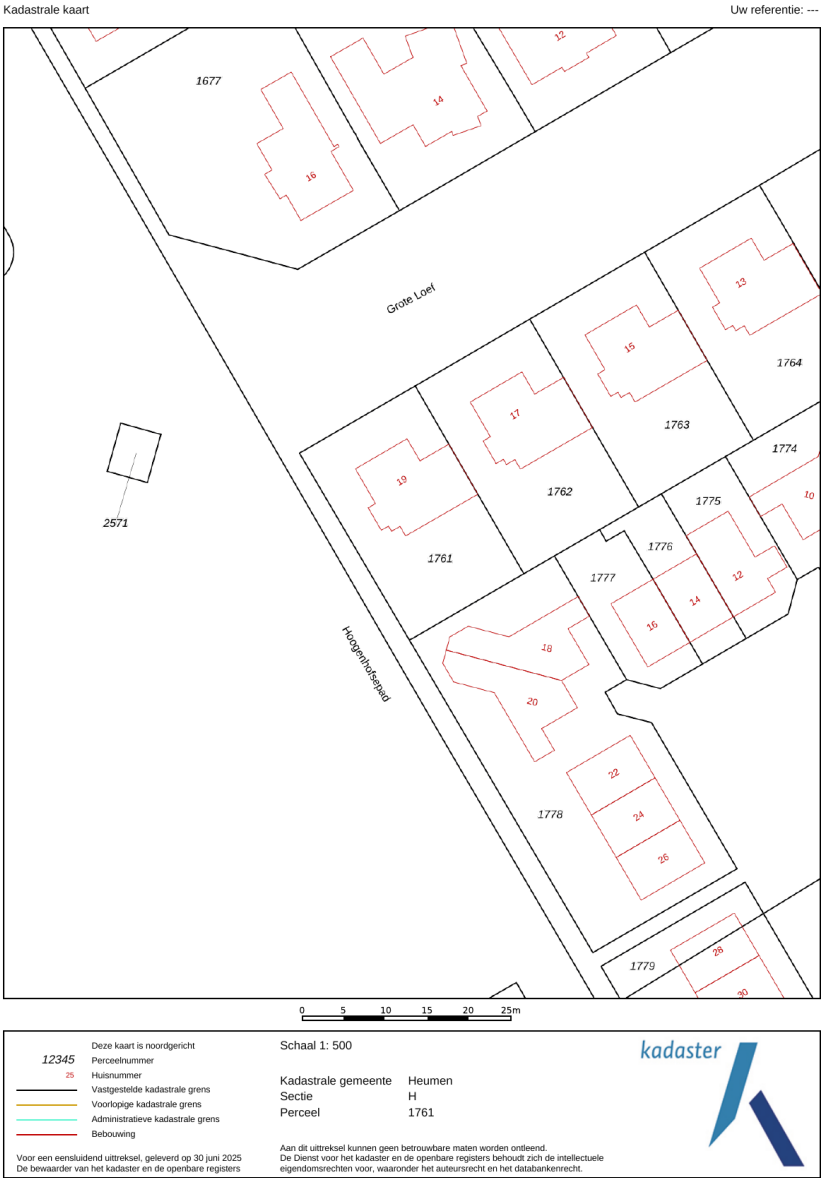 Kadastrale kaart
Uw referentie: ---
12
1677
14
16
13
Grote Loef
15
1764
17
1763
1774
19
10
1762
1775
2571
1776
1761
12
1777
14
16
Hoogenhofsepad
18
20
22
1778
24
26
28
1779
30
0 5 10 15 20 25m
Deze kaart is noordgericht
12345 Perceelnummer
25 Huisnummer
Vastgestelde kadastrale grens
Voorlopige kadastrale grens
Administratieve kadastrale grens
Bebouwing
Voor een eensluidend uittreksel, geleverd op 30 juni 2025
De bewaarder van het kadaster en de openbare registers
Schaal 1: 500
Kadastrale gemeente Heumen
Sectie H
Perceel 1761
Aan dit uittreksel kunnen geen betrouwbare maten worden ontleend.
De Dienst voor het kadaster en de openbare registers behoudt zich de intellectuele
eigendomsrechten voor, waaronder het auteursrecht en het databankenrecht.
kadaster